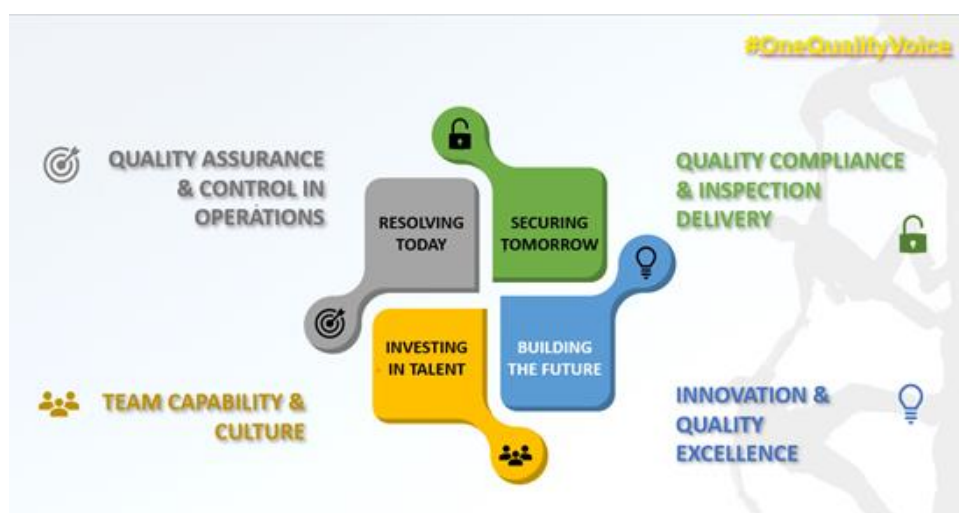 #OneQualityVoice
QUALITY ASSURANCE
& CONTROL IN
OPERATIONS
QUALITY COMPLIANCE
& INSPECTION
DELIVERY
RESOLVING
TODAY
SECURING
TOMORROW
INVESTING
IN TALENT
BUILDING
THE FUTURE
TEAM CAPABILITY &
CULTURE
INNOVATION &
QUALITY
EXCELLENCE